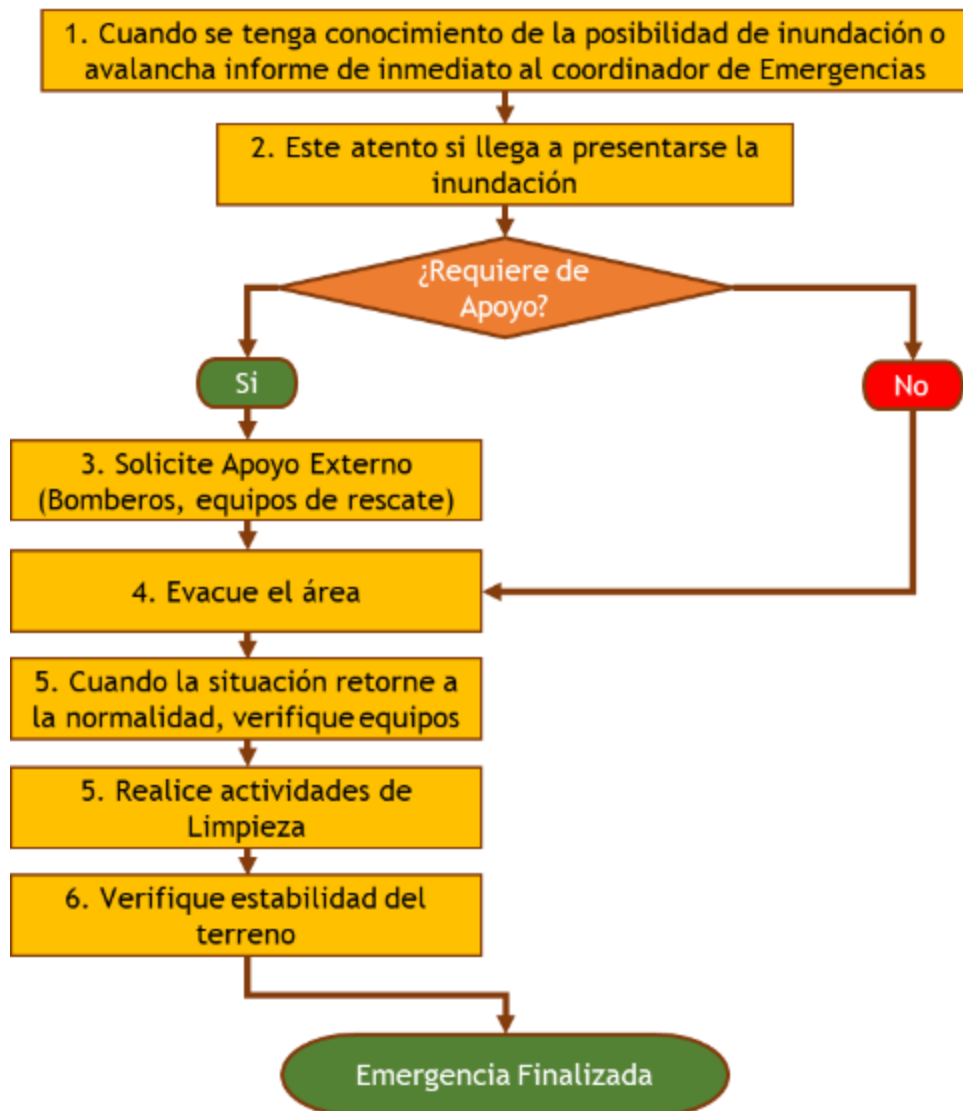 1. Cuando se tenga conocimiento de la posibilidad de inundación o
avalancha informe de inmediato al coordinador de Emergencias
2. Este atento si llega a presentarse la
inundación
¿Requiere de
Apoyo?
Si
No
3. Solicite Apoyo Externo
(Bomberos, equipos de rescate)
4. Evacue el área
5. Cuando la situación retorne a
la normalidad, verifique equipos
5. Realice actividades de
Limpieza
6. Verifique estabilidad del
terreno
Emergencia Finalizada